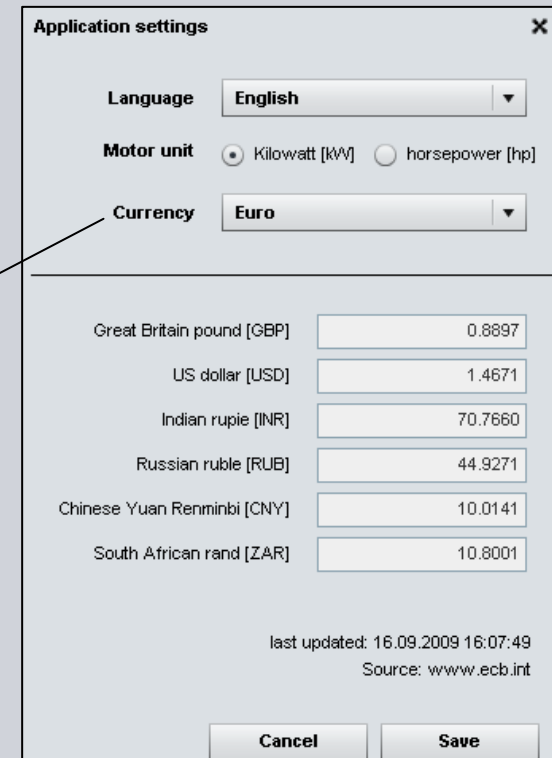 Application settings
Language English
Motor unit Kilowatt [kW] horsepower [hp]
Currency Euro
Great Britain pound [GBP] 0.8897
US dollar [USD] 1.4671
Indian rupie [INR] 70.7660
Russian ruble [RUB] 44.9271
Chinese Yuan Renminbi [CNY] 10.0141
South African rand [ZAR] 10.8001
last updated: 16.09.2009 16:07:49
Source: www.ecb.int
Cancel Save